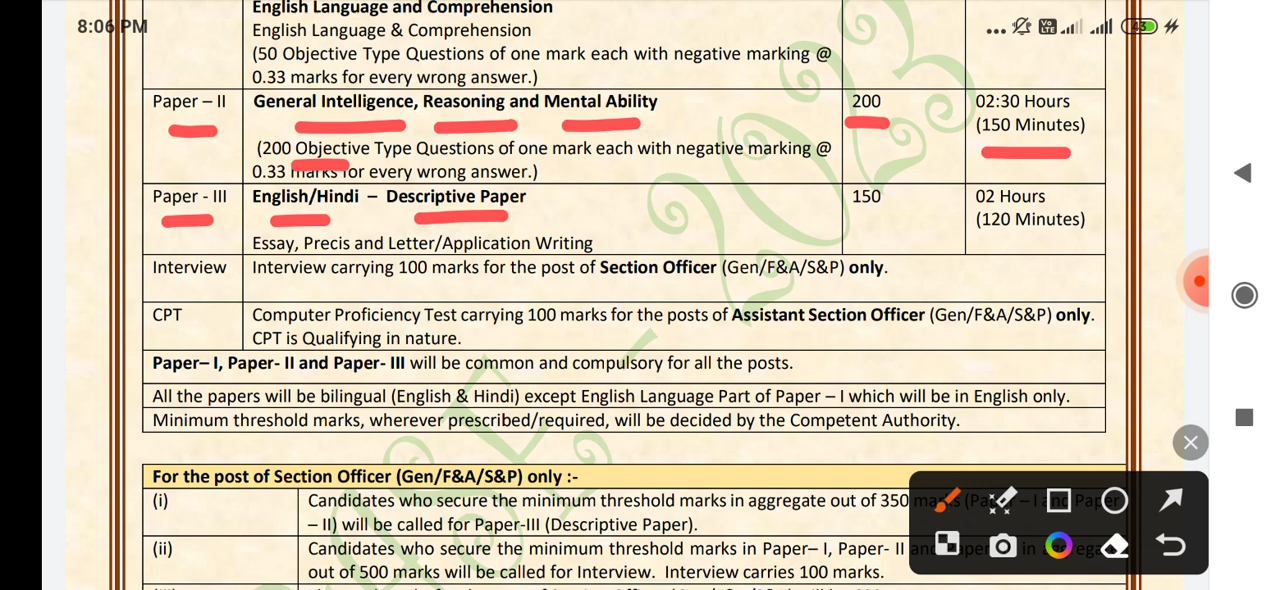 8:06 PM
43
English Language and Comprehension
English Language & Comprehension
(50 Objective Type Questions of one mark each with negative marking @
0.33 marks for every wrong answer.)
Paper – II
General Intelligence, Reasoning and Mental Ability
200
02:30 Hours
(150 Minutes)
(200 Objective Type Questions of one mark each with negative marking @
0.33 marks for every wrong answer.)
Paper - III
English/Hindi – Descriptive Paper
150
02 Hours
(120 Minutes)
Essay, Precis and Letter/Application Writing
Interview
Interview carrying 100 marks for the post of Section Officer (Gen/F&A/S&P) only.
CPT
Computer Proficiency Test carrying 100 marks for the posts of Assistant Section Officer (Gen/F&A/S&P) only.
CPT is Qualifying in nature.
Paper– I, Paper- II and Paper- III will be common and compulsory for all the posts.
All the papers will be bilingual (English & Hindi) except English Language Part of Paper – I which will be in English only.
Minimum threshold marks, wherever prescribed/required, will be decided by the Competent Authority.
For the post of Section Officer (Gen/F&A/S&P) only :-
(i)
Candidates who secure the minimum threshold marks in aggregate out of 350 marks (Paper – I and Paper
– II) will be called for Paper-III (Descriptive Paper).
(ii)
Candidates who secure the minimum threshold marks in Paper– I, Paper- II and
out of 500 marks will be called for Interview. Interview carries 100 marks.